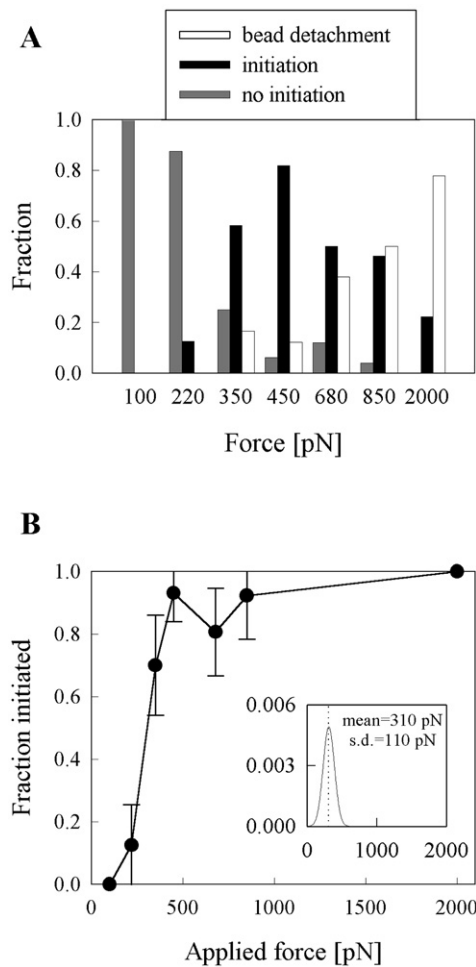 A
bead detachment
initiation
no initiation
1.0
0.8
0.6
0.4
0.2
0.0
Fraction
100 220 350 450 680 850 2000
Force [pN]
B
1.0
0.8
0.6
0.4
0.2
0.0
Fraction initiated
0.006
0.003
0.000
mean=310 pN
s.d.=110 pN
0 1000 2000
0 500 1000 1500 2000
Applied force [pN]